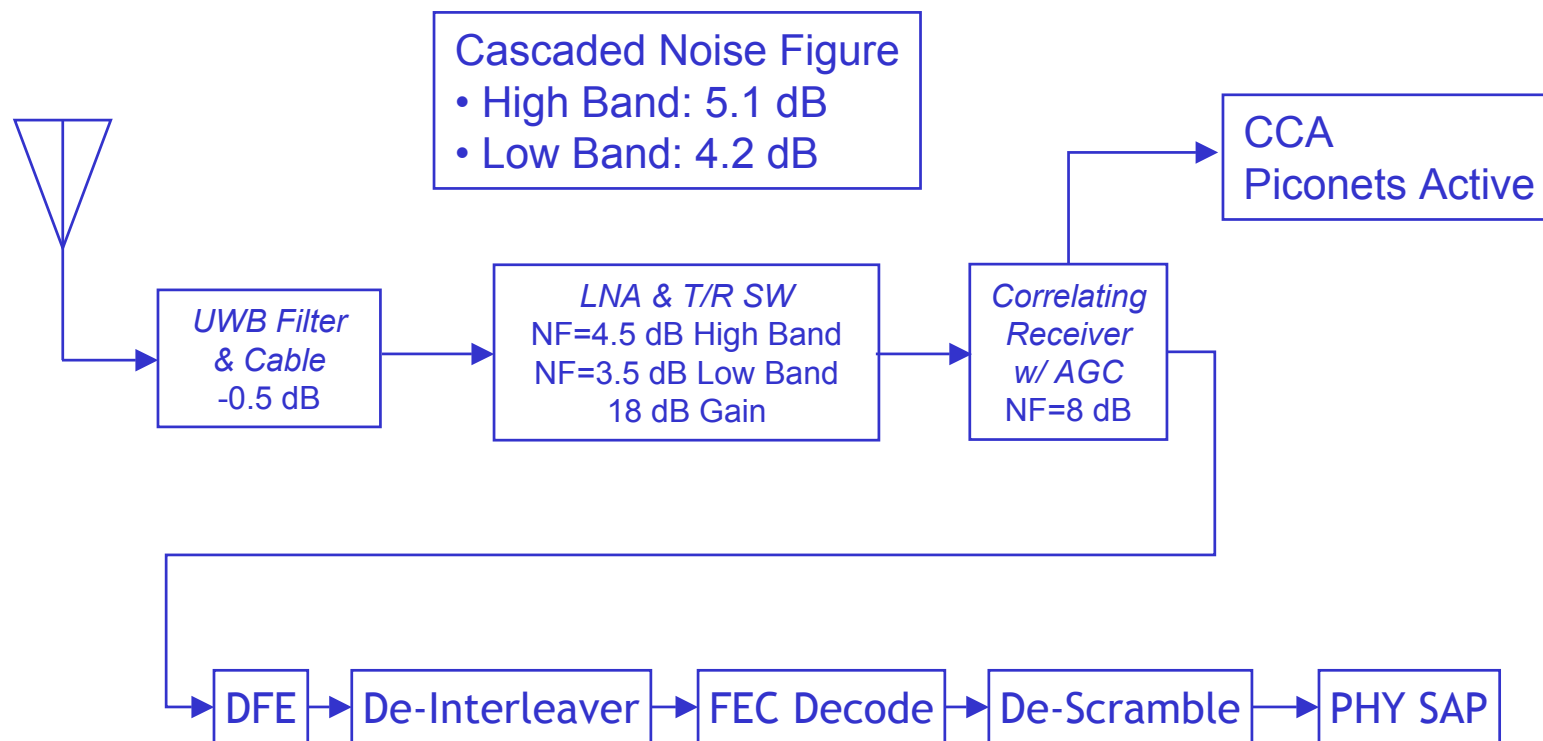 Cascaded Noise Figure
• High Band: 5.1 dB
• Low Band: 4.2 dB
CCA
Piconets Active
UWB Filter
& Cable
-0.5 dB
LNA & T/R SW
NF=4.5 dB High Band
NF=3.5 dB Low Band
18 dB Gain
Correlating
Receiver
w/ AGC
NF=8 dB
DFE
De-Interleaver
FEC Decode
De-Scramble
PHY SAP